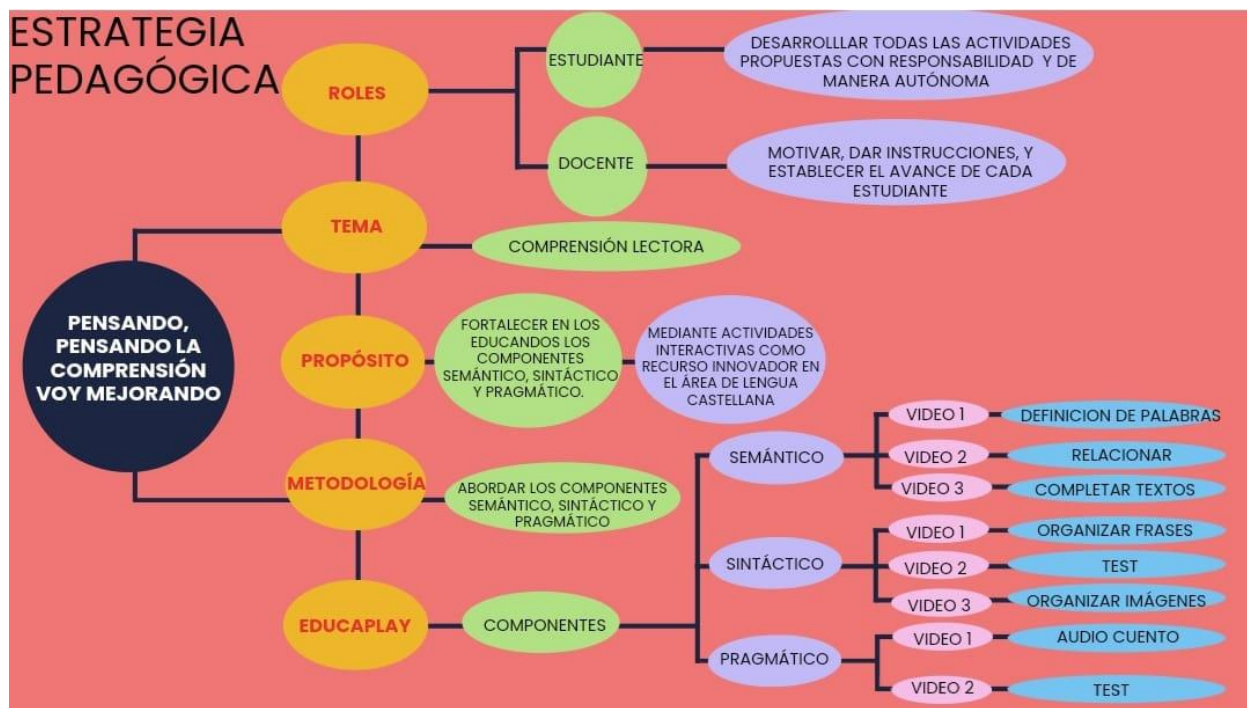 ESTRATEGIA
PEDAGÓGICA
ROLES
ESTUDIANTE
DESARROLLLAR TODAS LAS ACTIVIDADES
PROPUESTAS CON RESPONSABILIDAD Y DE
MANERA AUTÓNOMA
DOCENTE
MOTIVAR, DAR INSTRUCCIONES, Y
ESTABLECER EL AVANCE DE CADA
ESTUDIANTE
TEMA
COMPRENSIÓN LECTORA
PENSANDO,
PENSANDO LA
COMPRENSIÓN
VOY MEJORANDO
PROPÓSITO
FORTALECER EN LOS
EDUCANDOS LOS
COMPONENTES
SEMÁNTICO, SINTÁCTICO
Y PRAGMÁTICO.
MEDIANTE ACTIVIDADES
INTERACTIVAS COMO
RECURSO INNOVADOR EN
EL ÁREA DE LENGUA
CASTELLANA
METODOLOGÍA
ABORDAR LOS COMPONENTES
SEMÁNTICO, SINTÁCTICO Y
PRAGMÁTICO
EDUCAPLAY
COMPONENTES
SEMÁNTICO
VIDEO 1
DEFINICION DE PALABRAS
VIDEO 2
RELACIONAR
VIDEO 3
COMPLETAR TEXTOS
SINTÁCTICO
VIDEO 1
ORGANIZAR FRASES
VIDEO 2
TEST
VIDEO 3
ORGANIZAR IMÁGENES
PRAGMÁTICO
VIDEO 1
AUDIO CUENTO
VIDEO 2
TEST